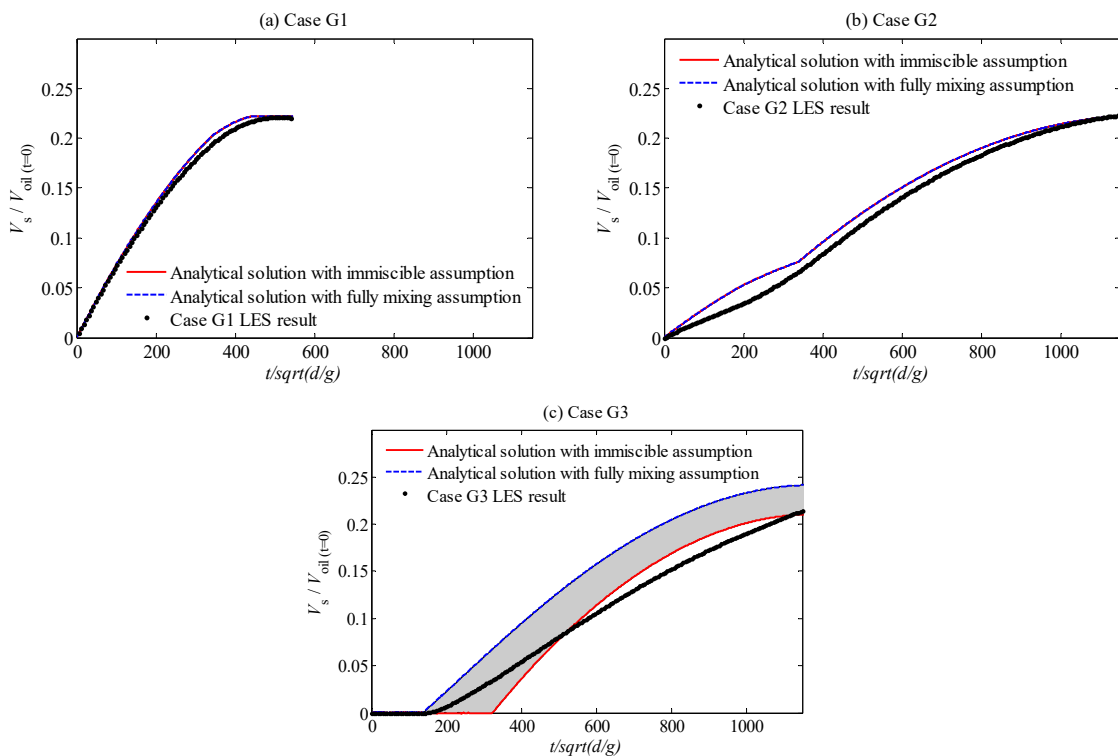 (a) Case G1
V_s / V_oil (t=0)
0.25
0.2
0.15
0.1
0.05
0
Analytical solution with immiscible assumption
Analytical solution with fully mixing assumption
Case G1 LES result
0 200 400 600 800 1000
t/sqrt(d/g)
(b) Case G2
V_s / V_oil (t=0)
0.25
0.2
0.15
0.1
0.05
0
Analytical solution with immiscible assumption
Analytical solution with fully mixing assumption
Case G2 LES result
0 200 400 600 800 1000
t/sqrt(d/g)
(c) Case G3
V_s / V_oil (t=0)
0.25
0.2
0.15
0.1
0.05
0
Analytical solution with immiscible assumption
Analytical solution with fully mixing assumption
Case G3 LES result
0 200 400 600 800 1000
t/sqrt(d/g)